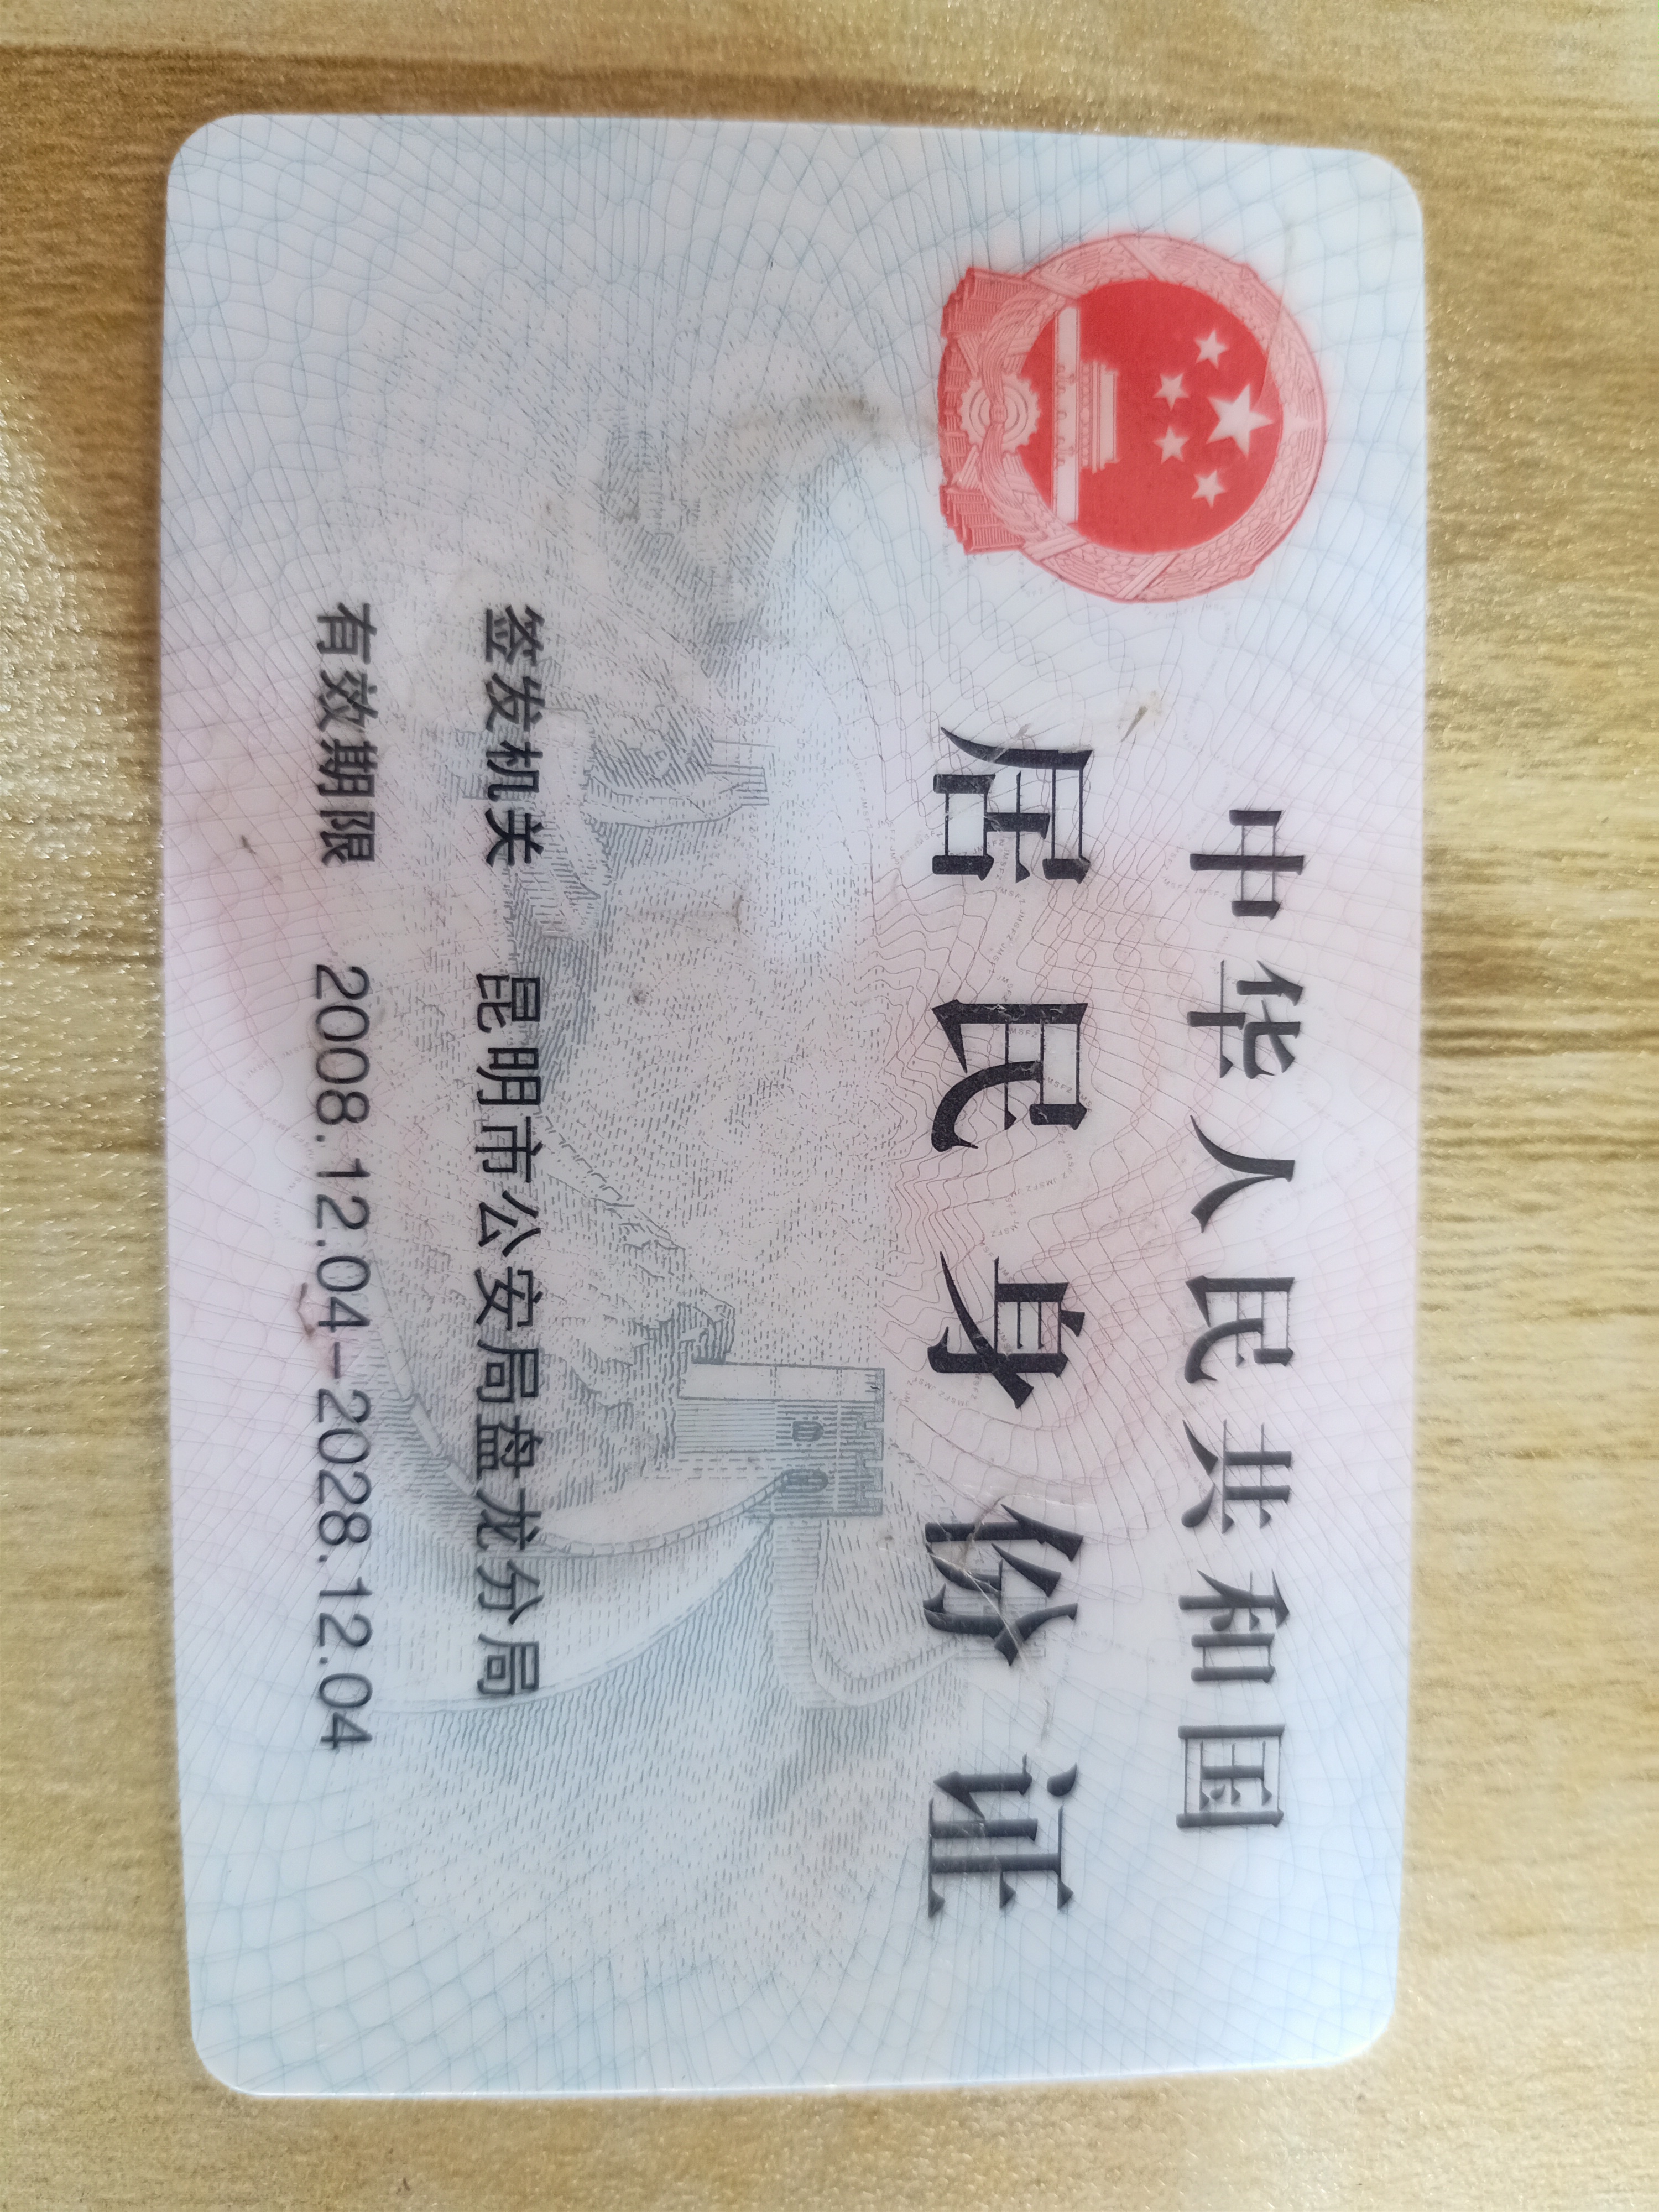 中华人民共和国
居民身份证
签发机关 昆明市公安局盘龙分局
有效期限 2008.12.04-2028.12.04